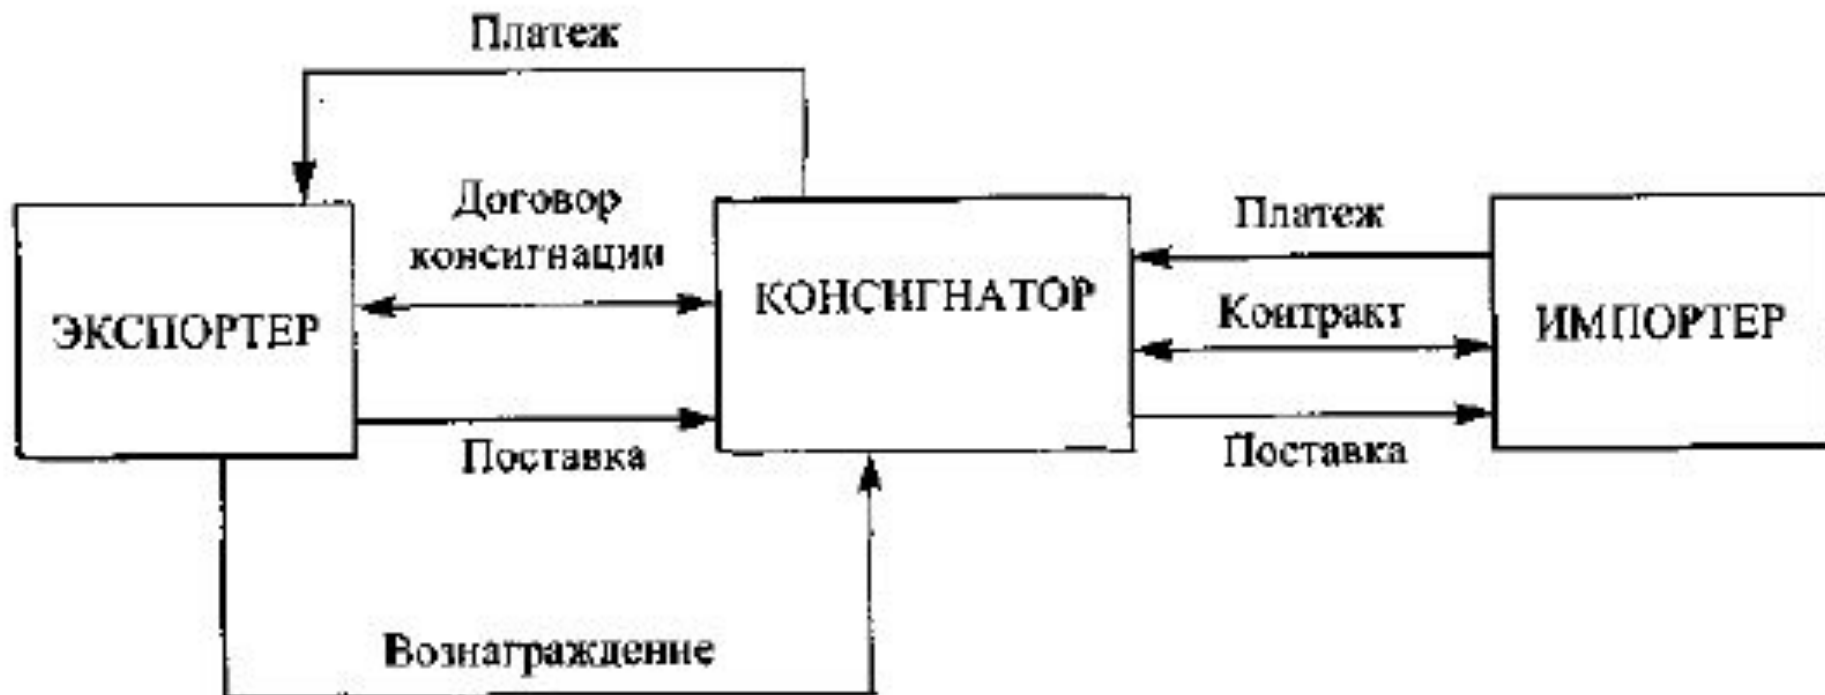 Платеж
Договор
консигнации
Платеж
ЭКСПОРТЕР
КОНСИГНАТОР
Контракт
ИМПОРТЕР
Поставка
Поставка
Вознаграждение